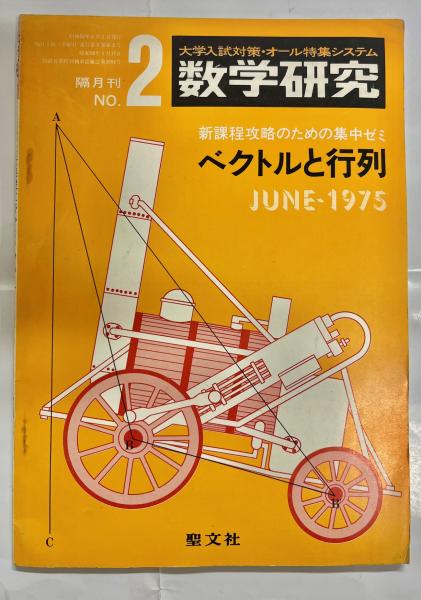 大学入試対策・オール特集システム
隔月刊
NO. 2
数学研究
新課程攻略のための集中ゼミ
ベクトルと行列
JUNE-1975
A
B
H
C
聖文社